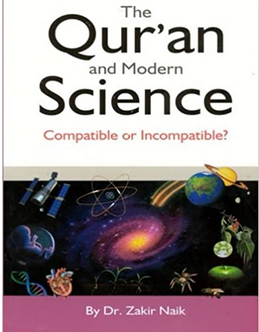 The
Qur'an
and Modern
Science
Compatible or Incompatible?
By Dr. Zakir Naik